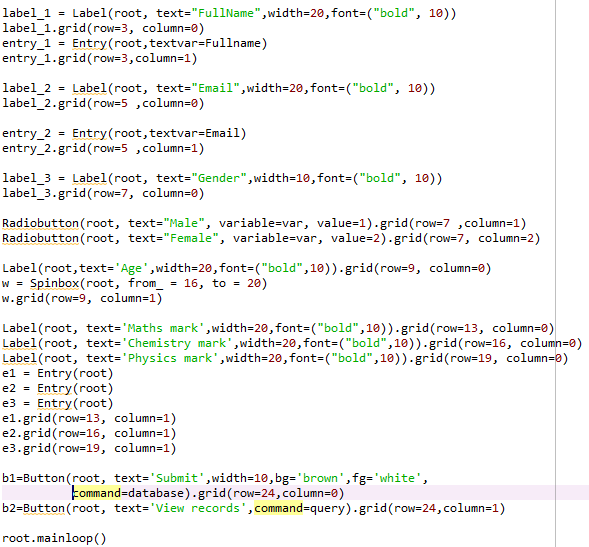 label_1 = Label(root, text="FullName",width=20,font=("bold", 10))
label_1.grid(row=3, column=0)
entry_1 = Entry(root,textvar=Fullname)
entry_1.grid(row=3,column=1)
label_2 = Label(root, text="Email",width=20,font=("bold", 10))
label_2.grid(row=5 ,column=0)
entry_2 = Entry(root,textvar=Email)
entry_2.grid(row=5 ,column=1)
label_3 = Label(root, text="Gender",width=10,font=("bold", 10))
label_3.grid(row=7, column=0)
Radiobutton(root, text="Male", variable=var, value=1).grid(row=7 ,column=1)
Radiobutton(root, text="Female", variable=var, value=2).grid(row=7, column=2)
Label(root,text='Age',width=20,font=("bold",10)).grid(row=9, column=0)
w = Spinbox(root, from_ = 16, to = 20)
w.grid(row=9, column=1)
Label(root, text='Maths mark',width=20,font=("bold",10)).grid(row=13, column=0)
Label(root, text='Chemistry mark',width=20,font=("bold",10)).grid(row=16, column=0)
Label(root, text='Physics mark',width=20,font=("bold",10)).grid(row=19, column=0)
e1 = Entry(root)
e2 = Entry(root)
e3 = Entry(root)
e1.grid(row=13, column=1)
e2.grid(row=16, column=1)
e3.grid(row=19, column=1)
b1=Button(root, text='Submit',width=10,bg='brown',fg='white',
command=database).grid(row=24,column=0)
b2=Button(root, text='View records',command=query).grid(row=24,column=1)
root.mainloop()